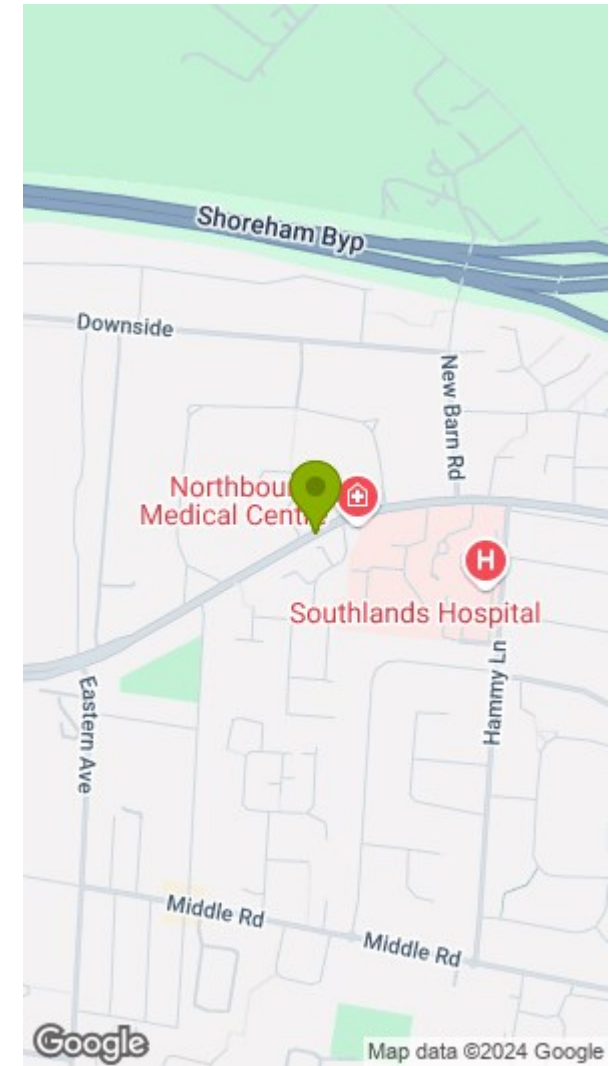 Shoreham Byp
Downside
New Barn Rd
Northbou
Medical Cent e
H
Southlands Hospital
Hammy Ln
Eastern Ave
Middle Rd
Middle Rd
Google
Map data ©2024 Google